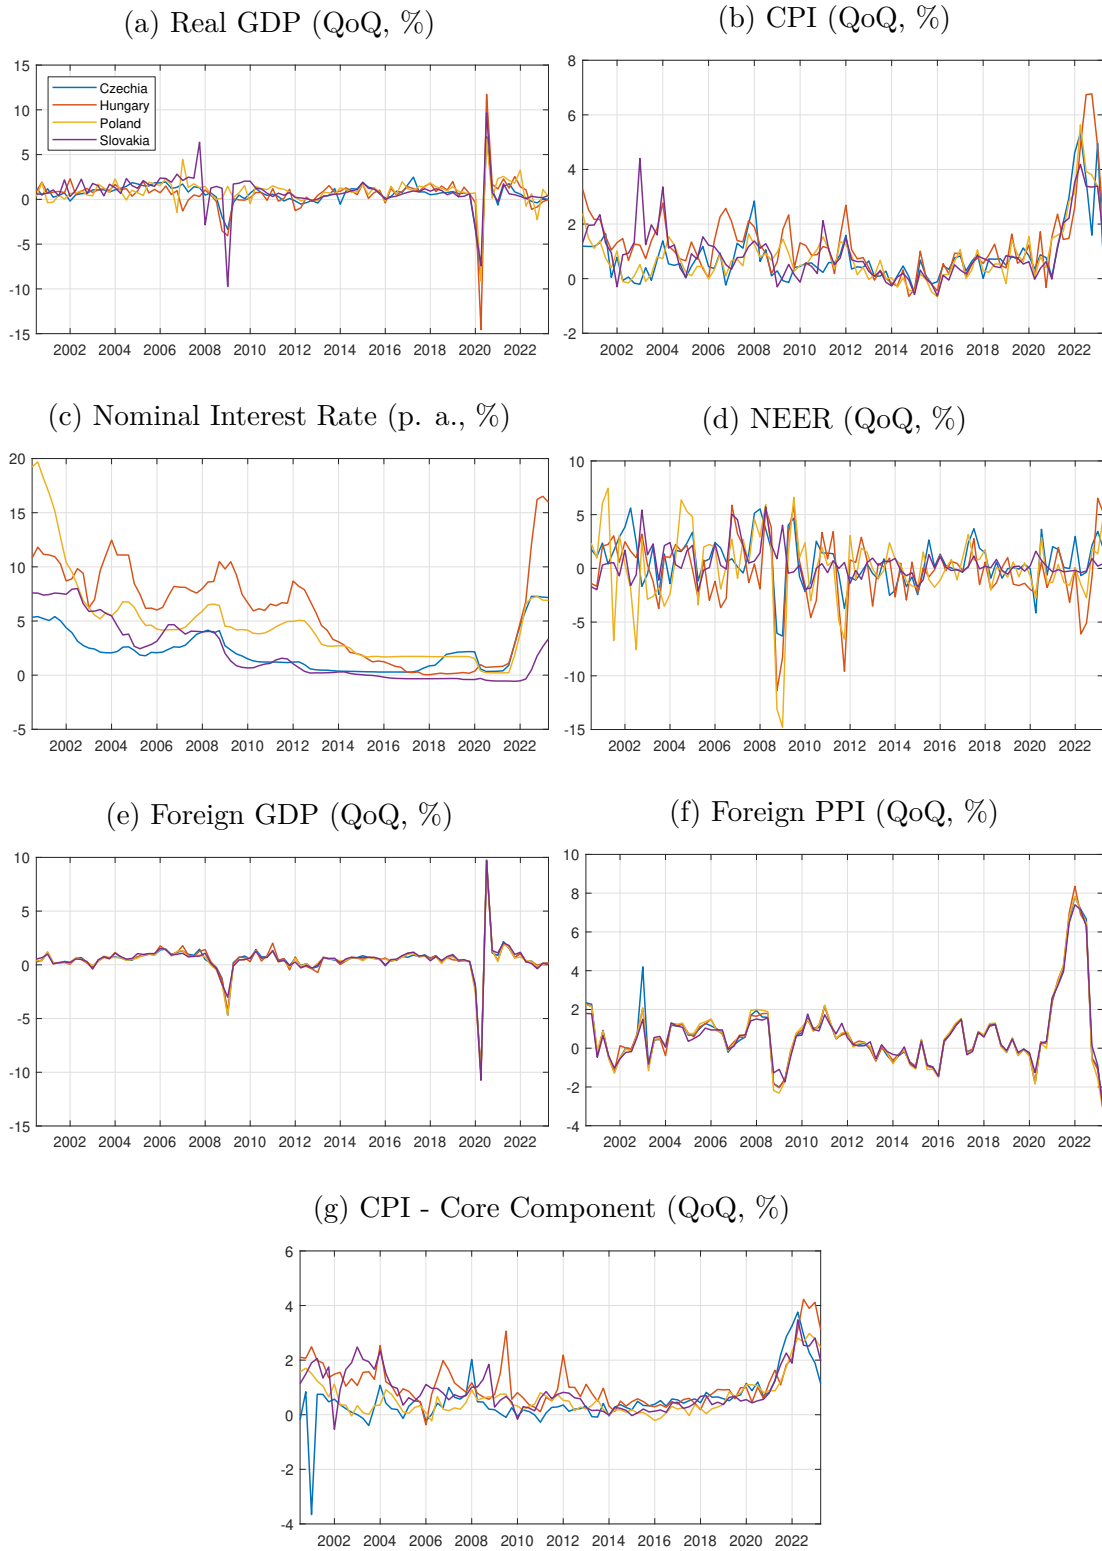 (a) Real GDP (QoQ, %)
15
10
5
0
-5
-10
-15
Czechia
Hungary
Poland
Slovakia
2002 2004 2006 2008 2010 2012 2014 2016 2018 2020 2022
(b) CPI (QoQ, %)
8
6
4
2
0
-2
2002 2004 2006 2008 2010 2012 2014 2016 2018 2020 2022
(c) Nominal Interest Rate (p. a., %)
20
15
10
5
0
-5
2002 2004 2006 2008 2010 2012 2014 2016 2018 2020 2022
(d) NEER (QoQ, %)
10
5
0
-5
-10
-15
2002 2004 2006 2008 2010 2012 2014 2016 2018 2020 2022
(e) Foreign GDP (QoQ, %)
10
5
0
-5
-10
-15
2002 2004 2006 2008 2010 2012 2014 2016 2018 2020 2022
(f) Foreign PPI (QoQ, %)
10
8
6
4
2
0
-2
-4
2002 2004 2006 2008 2010 2012 2014 2016 2018 2020 2022
(g) CPI - Core Component (QoQ, %)
6
4
2
0
-2
-4
2002 2004 2006 2008 2010 2012 2014 2016 2018 2020 2022